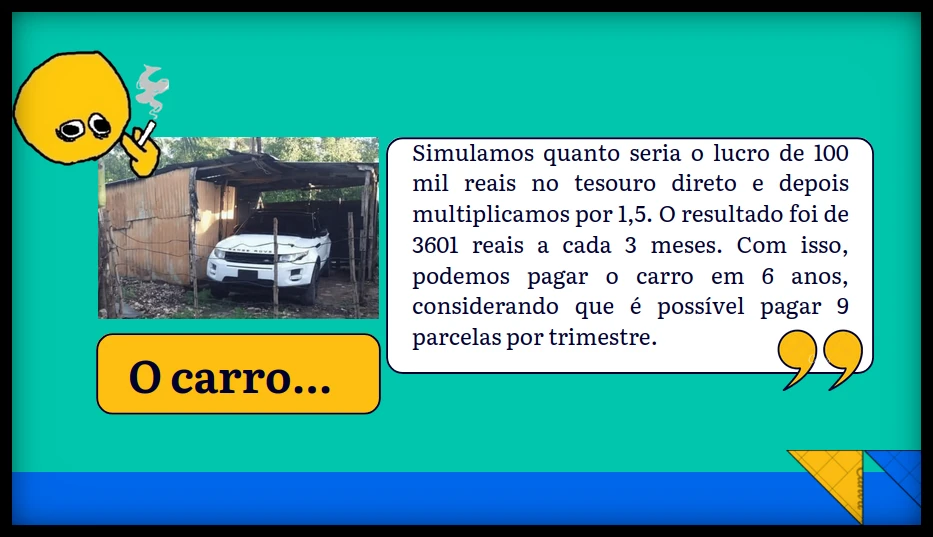 Simulamos quanto seria o lucro de 100
mil reais no tesouro direto e depois
multiplicamos por 1,5. O resultado foi de
3601 reais a cada 3 meses. Com isso,
podemos pagar o carro em 6 anos,
considerando que é possível pagar 9
parcelas por trimestre.
O carro...